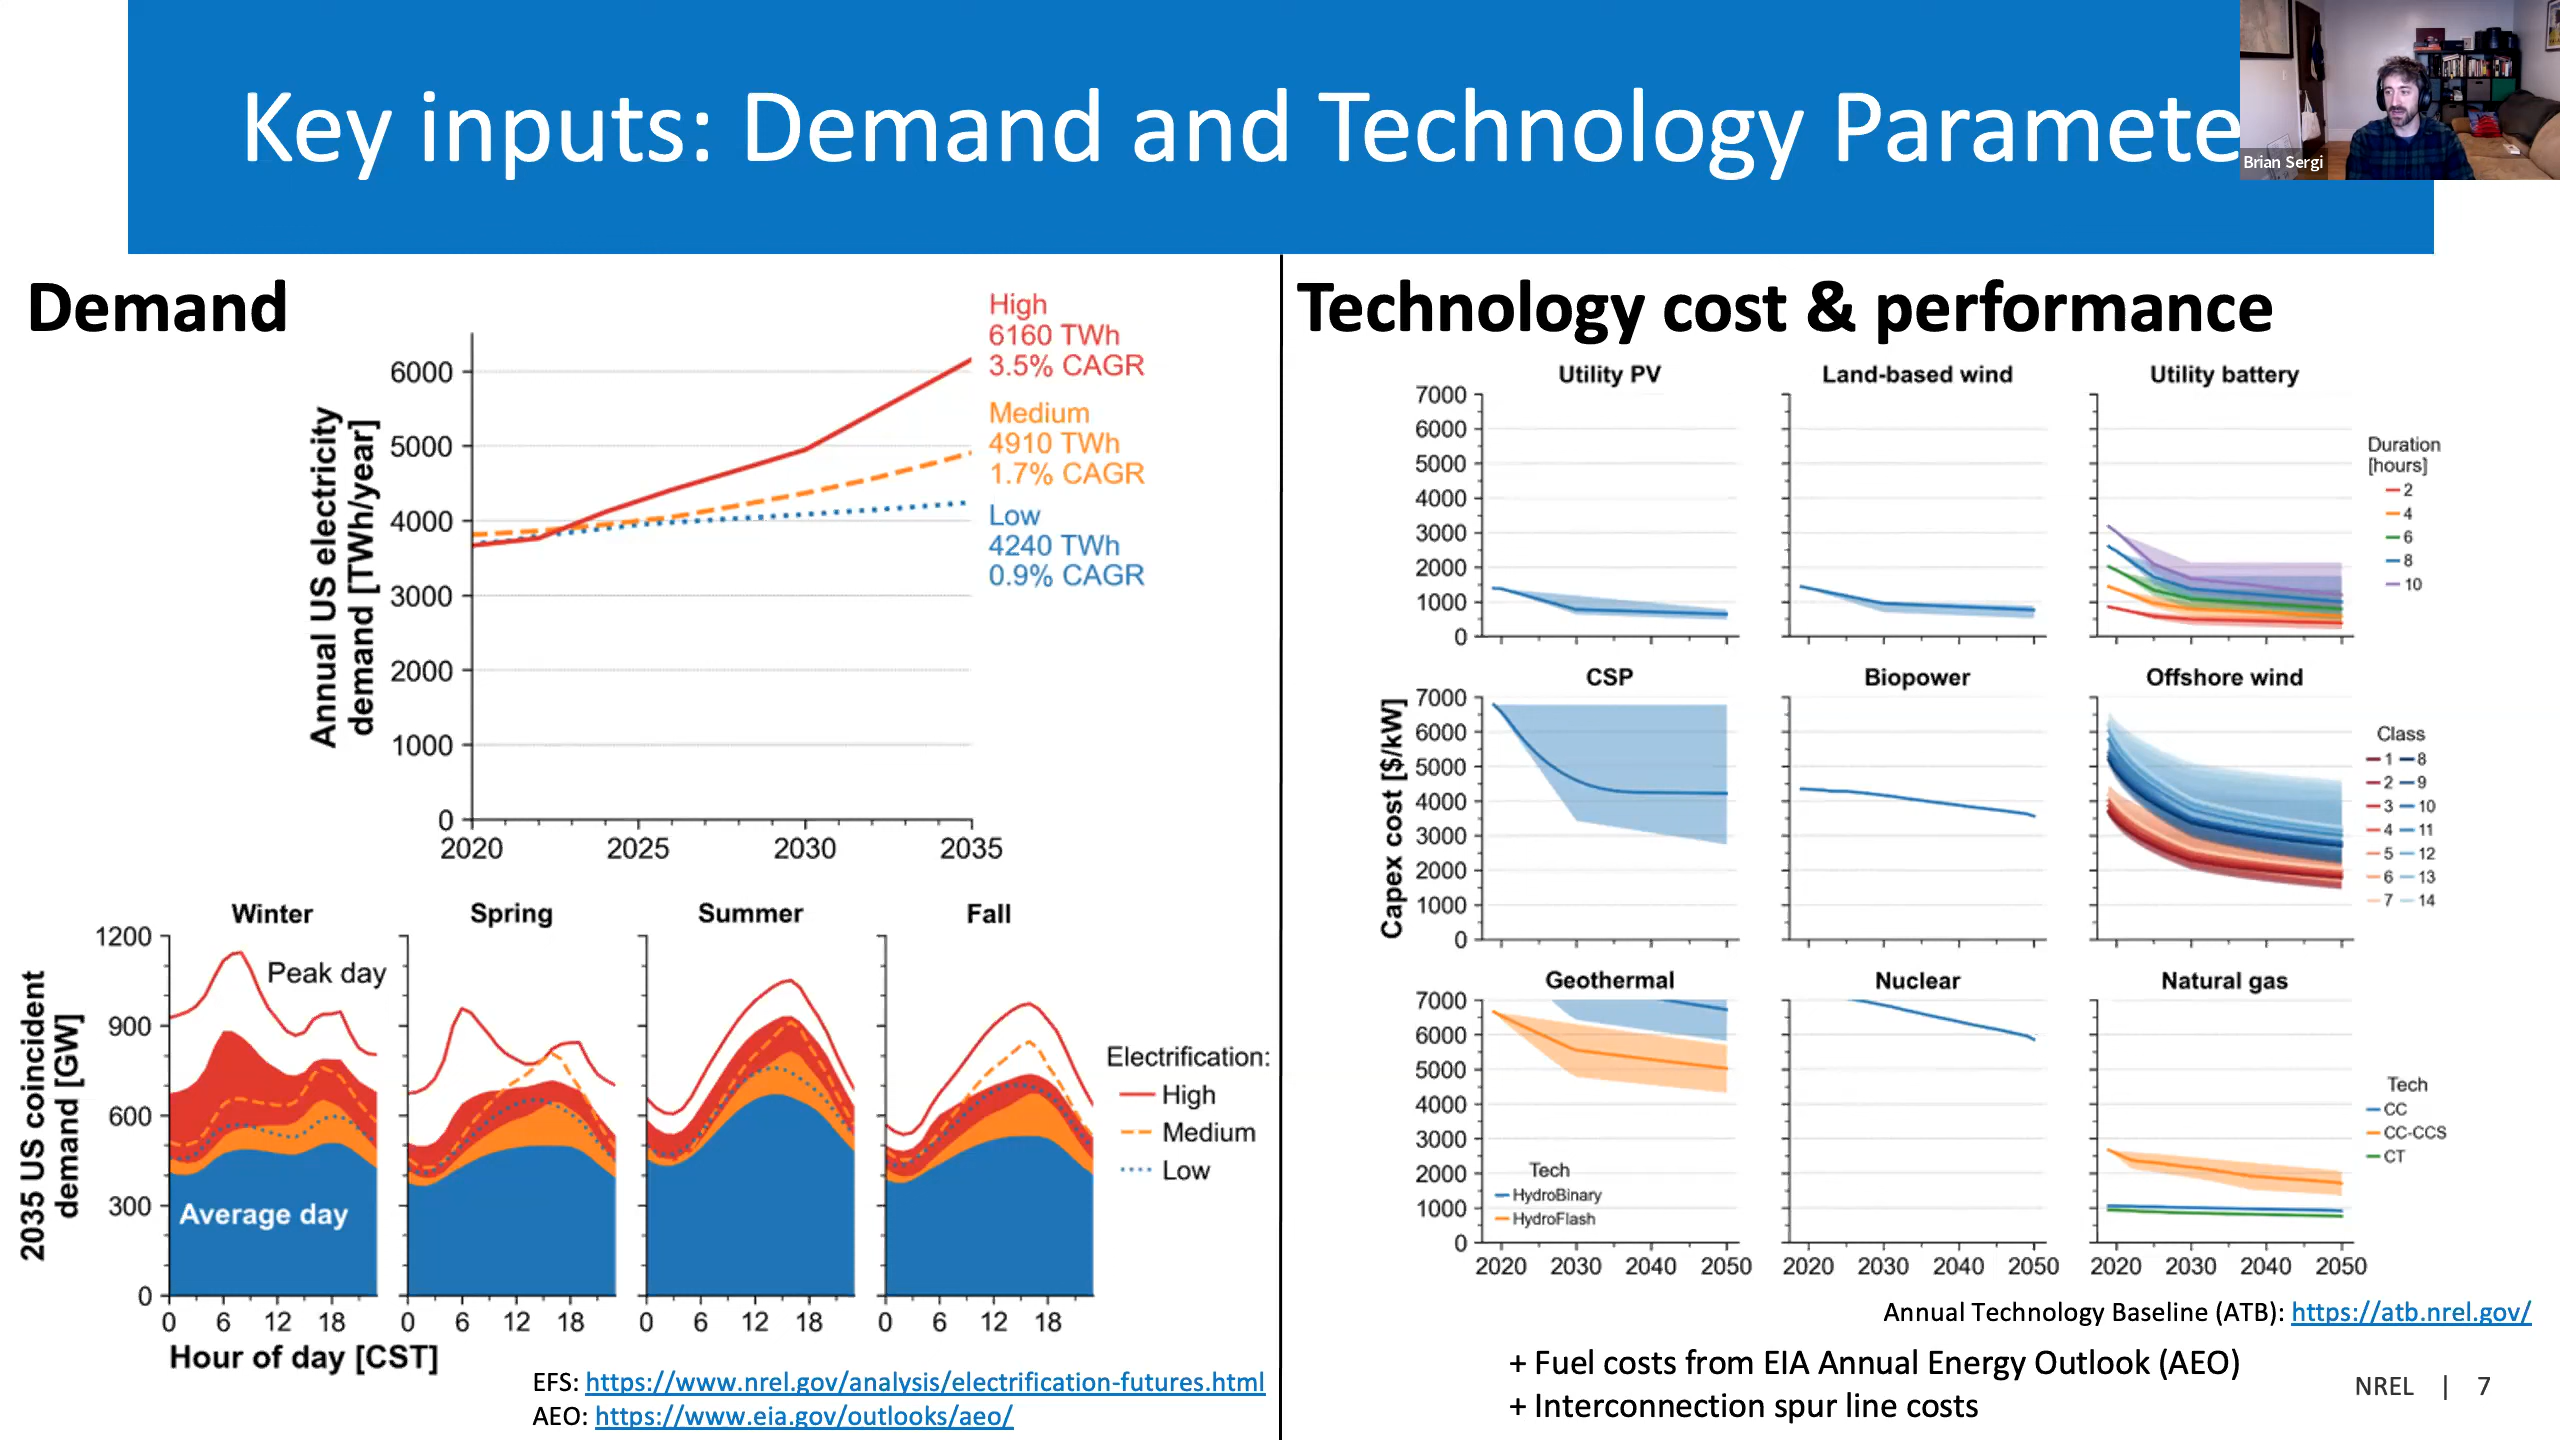 Key inputs: Demand and Technology Paramete
Brian Sergi
Demand
High
6160 TWh
3.5% CAGR
Medium
4910 TWh
1.7% CAGR
Low
4240 TWh
0.9% CAGR
Annual US electricity
demand [TWh/year]
6000
5000
4000
3000
2000
1000
0
2020 2025 2030 2035
Winter Spring Summer Fall
2035 US coincident
demand [GW]
1200
900
600
300
0
Peak day
Average day
Electrification:
High
Medium
Low
0 6 12 18 0 6 12 18 0 6 12 18 0 6 12 18
Hour of day [CST]
EFS: https://www.nrel.gov/analysis/electrification-futures.html
AEO: https://www.eia.gov/outlooks/aeo/
Technology cost & performance
Utility PV Land-based wind Utility battery
7000
6000
5000
4000
3000
2000
1000
0
Duration
[hours]
2
4
6
8
10
CSP Biopower Offshore wind
Capex cost [$/kW]
7000
6000
5000
4000
3000
2000
1000
0
Class
1 8
2 9
3 10
4 11
5 12
6 13
7 14
Geothermal Nuclear Natural gas
7000
6000
5000
4000
3000
2000
1000
0
Tech
HydroBinary
HydroFlash
Tech
CC
CC-CCS
CT
2020 2030 2040 2050 2020 2030 2040 2050 2020 2030 2040 2050
Annual Technology Baseline (ATB): https://atb.nrel.gov/
+ Fuel costs from EIA Annual Energy Outlook (AEO)
+ Interconnection spur line costs
NREL | 7